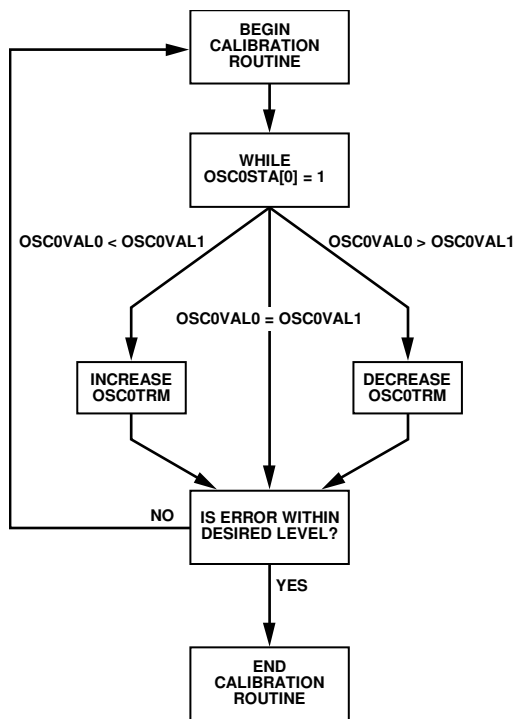 BEGIN
CALIBRATION
ROUTINE
WHILE
OSC0STA[0] = 1
OSC0VAL0 < OSC0VAL1
OSC0VAL0 > OSC0VAL1
OSC0VAL0 = OSC0VAL1
INCREASE
OSC0TRM
DECREASE
OSC0TRM
NO
IS ERROR WITHIN
DESIRED LEVEL?
YES
END
CALIBRATION
ROUTINE